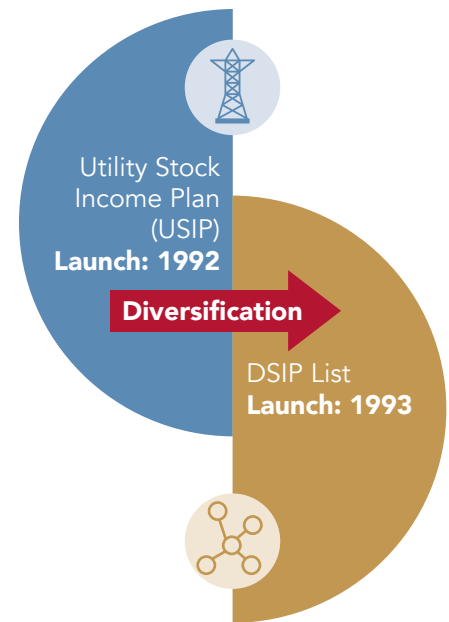 Utility Stock
Income Plan
(USIP)
Launch: 1992
Diversification
DSIP List
Launch: 1993